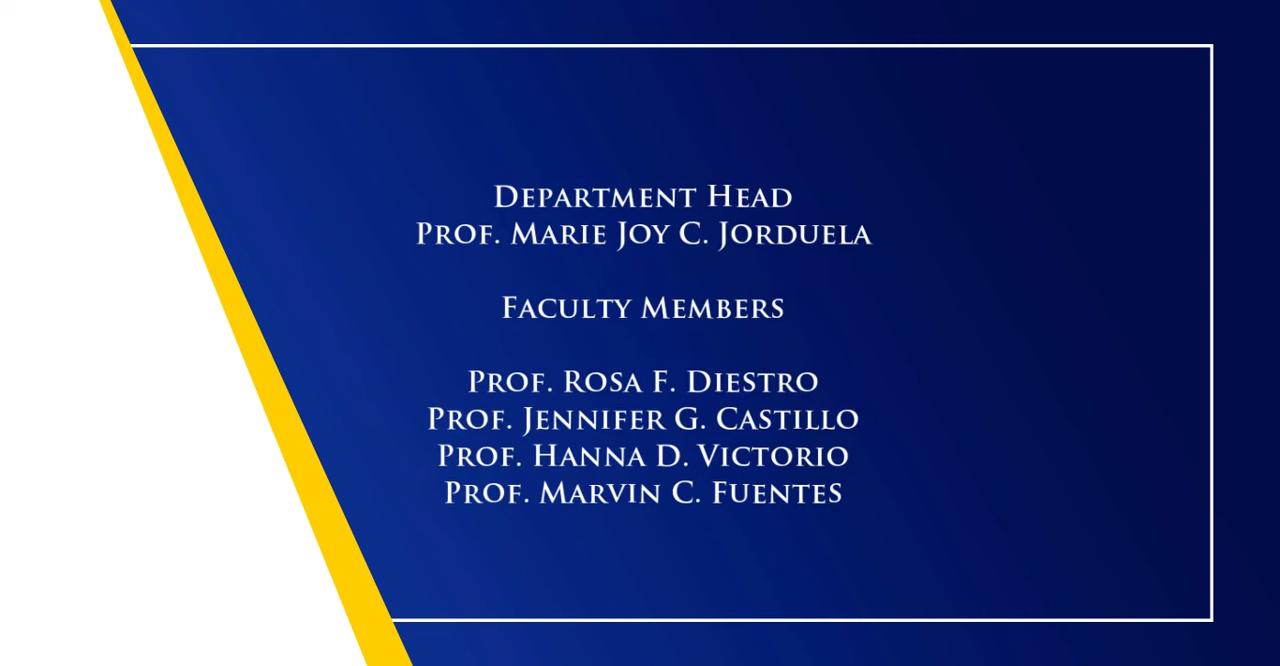 Department Head
Prof. Marie Joy C. Jorduela
Faculty Members
Prof. Rosa F. Diestro
Prof. Jennifer G. Castillo
Prof. Hanna D. Victorio
Prof. Marvin C. Fuentes